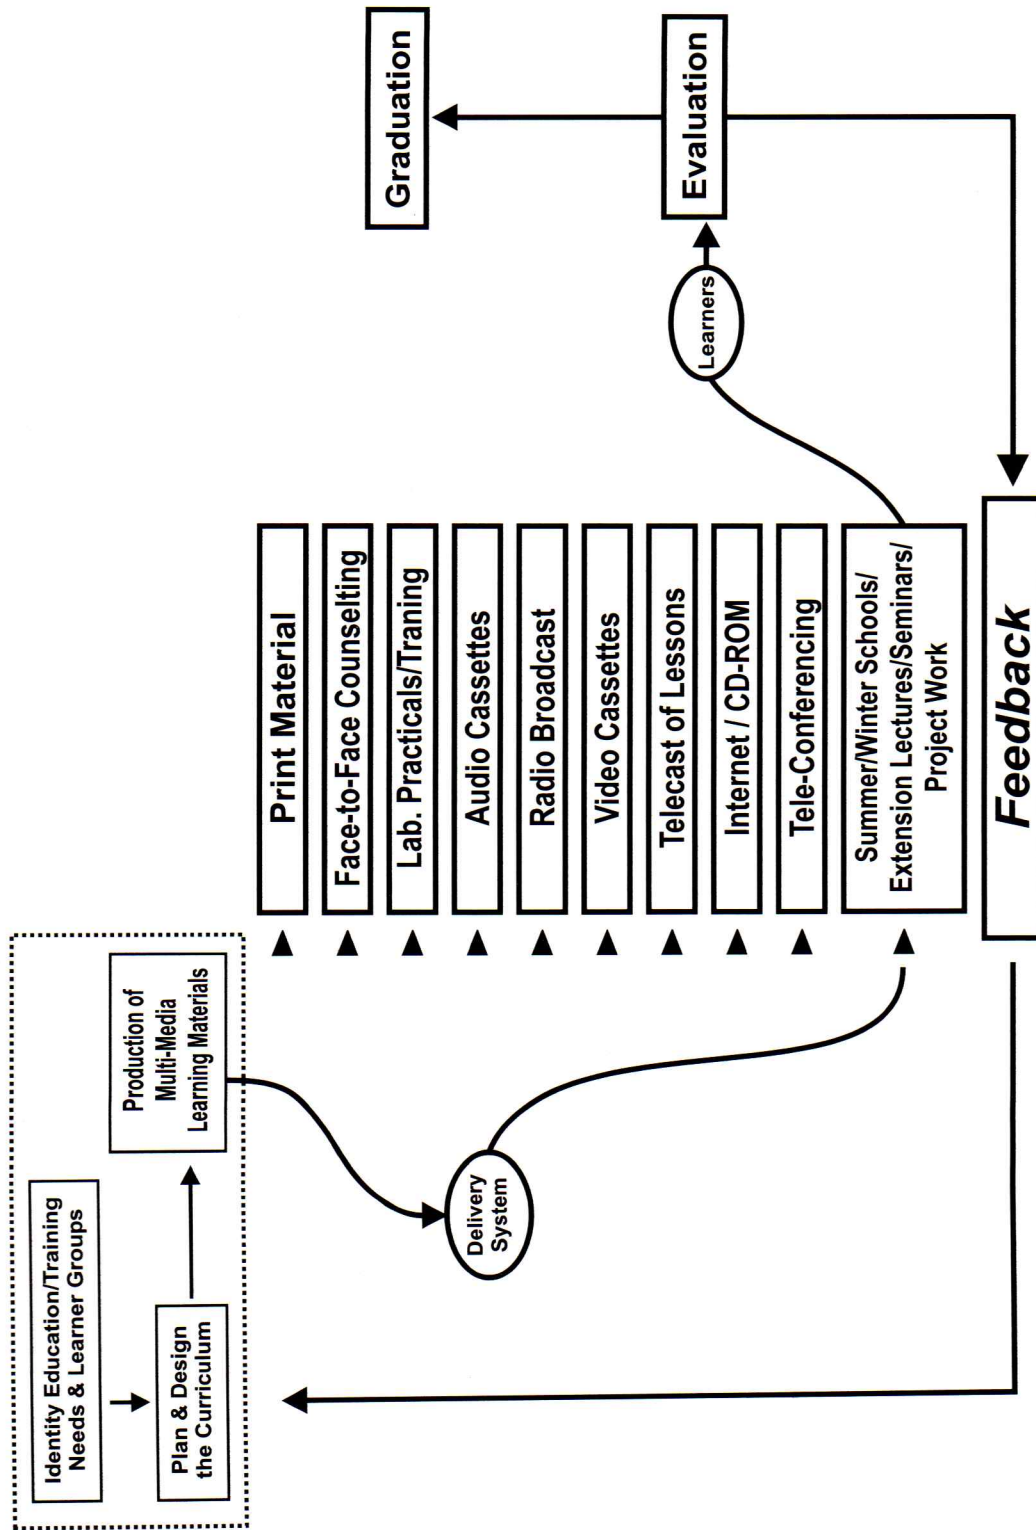 Identity Education/Training
Needs & Learner Groups
Plan & Design
the Curriculum
Production of
Multi-Media
Learning Materials
Delivery
System
Print Material
Face-to-Face Counselting
Lab. Practicals/Traning
Audio Cassettes
Radio Broadcast
Video Cassettes
Telecast of Lessons
Internet / CD-ROM
Tele-Conferencing
Summer/Winter Schools/
Extension Lectures/Seminars/
Project Work
Learners
Evaluation
Graduation
Feedback